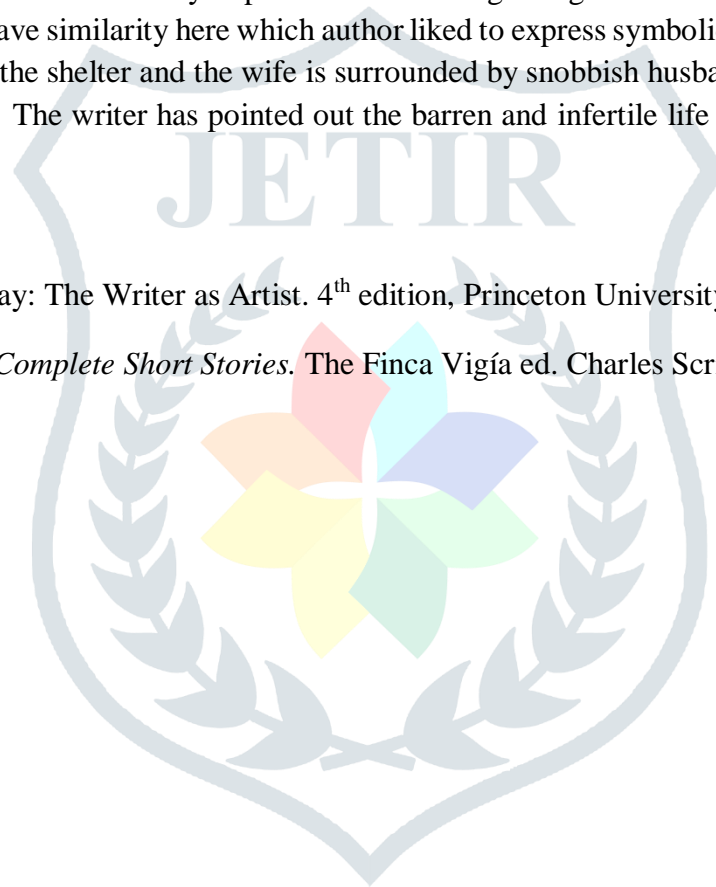 ave similarity here which author liked to express symboli
the shelter and the wife is surrounded by snobbish husba
The writer has pointed out the barren and infertile life
JETIR
ay: The Writer as Artist. 4th edition, Princeton University
Complete Short Stories. The Finca Vigía ed. Charles Scr